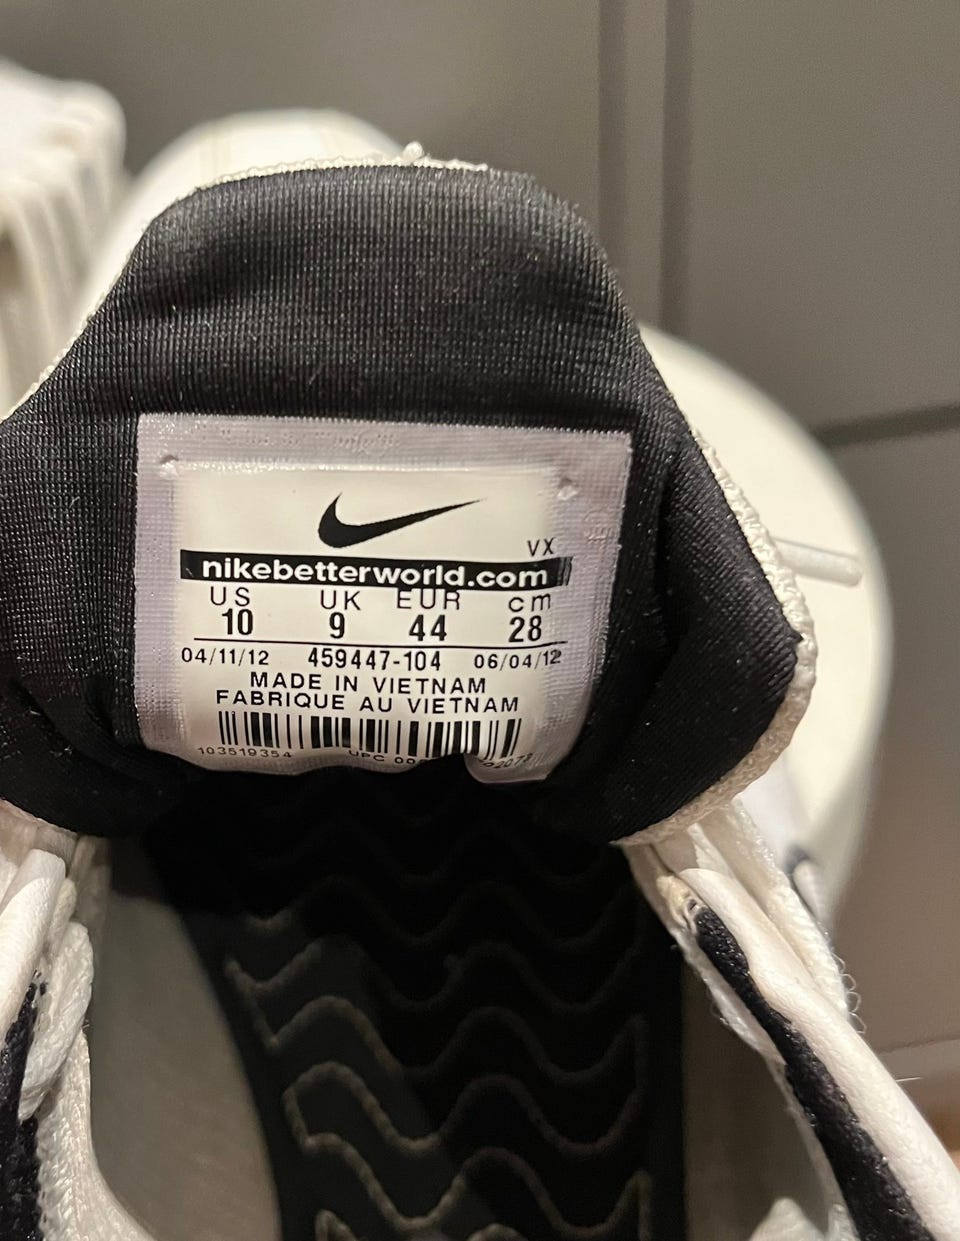 VX
nikebetterworld.com
US UK EUR cm
10 9 44 28
04/11/12 459447-104 06/04/12
MADE IN VIETNAM
FABRIQUE AU VIETNAM
103519354 UPC